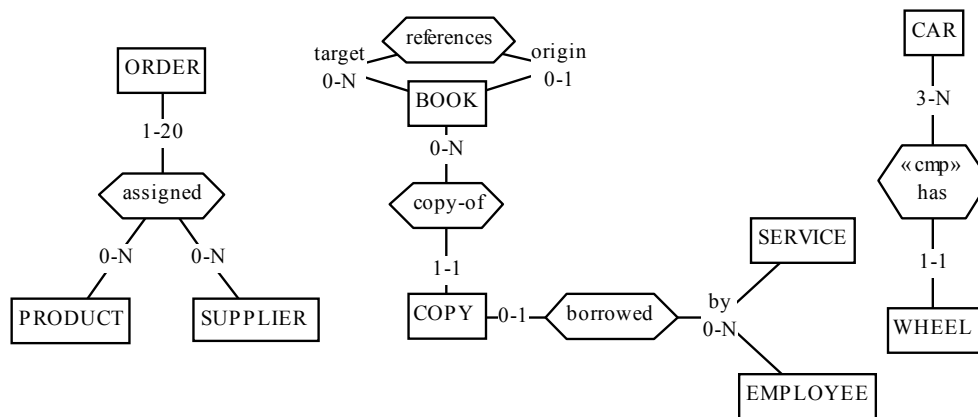 ORDER
1-20
assigned
0-N
0-N
PRODUCT
SUPPLIER
references
target
origin
0-N
0-1
BOOK
0-N
copy-of
1-1
COPY
0-1
borrowed
by
0-N
SERVICE
EMPLOYEE
CAR
3-N
«cmp»
has
1-1
WHEEL